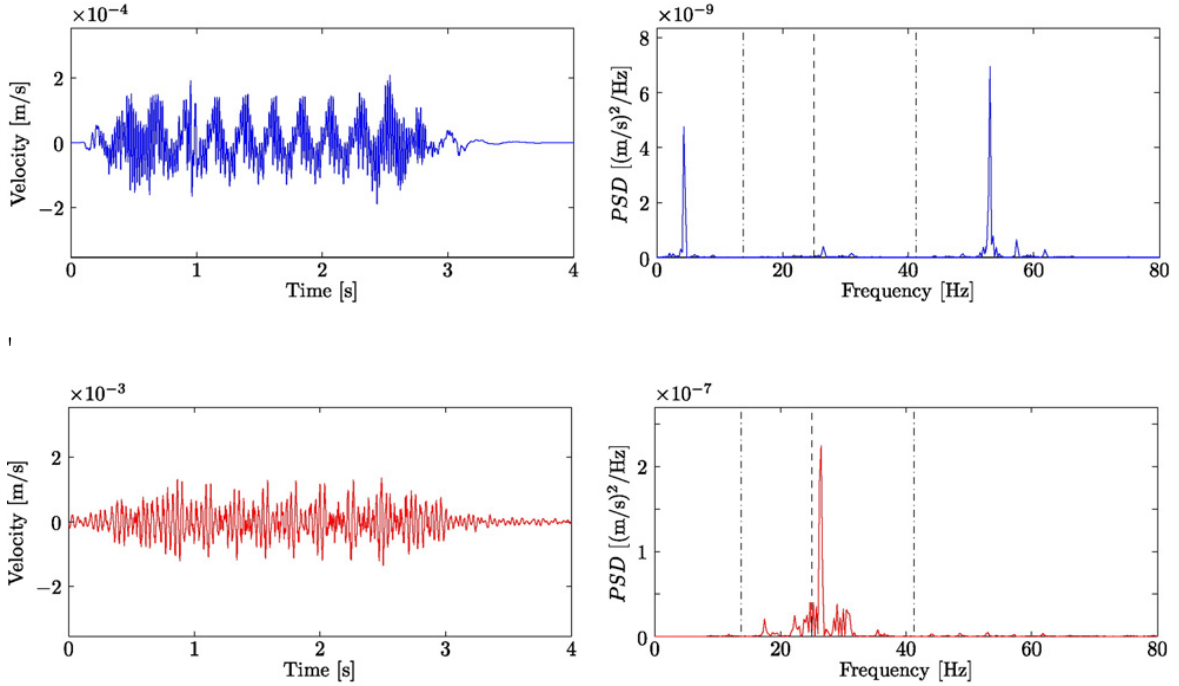 ×10⁻⁴
Velocity [m/s]
2
0
−2
0 1 2 3 4
Time [s]
×10⁻⁹
PSD [(m/s)²/Hz]
8
6
4
2
0
0 20 40 60 80
Frequency [Hz]
'
×10⁻³
Velocity [m/s]
2
0
−2
0 1 2 3 4
Time [s]
×10⁻⁷
PSD [(m/s)²/Hz]
2
1
0
0 20 40 60 80
Frequency [Hz]